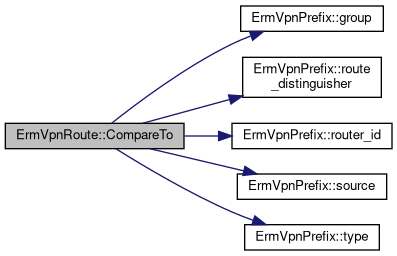 ErmVpnPrefix::group
ErmVpnPrefix::route
_distinguisher
ErmVpnRoute::CompareTo
ErmVpnPrefix::router_id
ErmVpnPrefix::source
ErmVpnPrefix::type